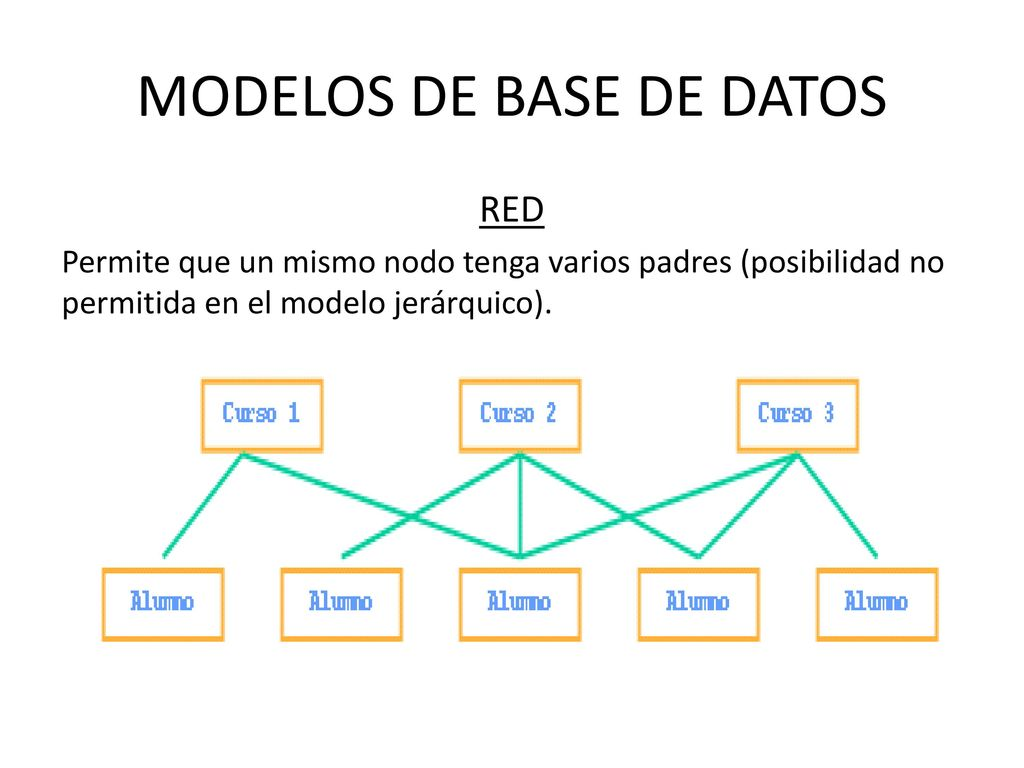 MODELOS DE BASE DE DATOS
RED
Permite que un mismo nodo tenga varios padres (posibilidad no
permitida en el modelo jerárquico).
Curso 1
Curso 2
Curso 3
Alumno
Alumno
Alumno
Alumno
Alumno